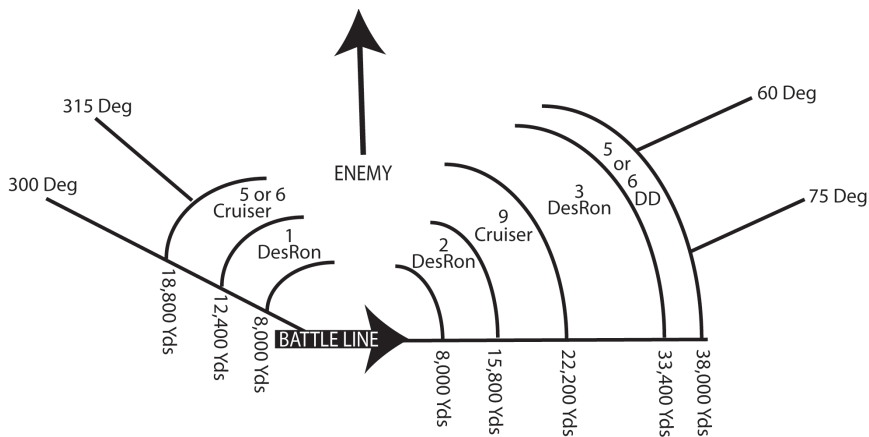 315 Deg
300 Deg
5 or 6
Cruiser
1
DesRon
ENEMY
2
DesRon
9
Cruiser
3
DesRon
5
or
6
DD
60 Deg
75 Deg
BATTLE LINE
18,800 Yds
12,400 Yds
8,000 Yds
8,000 Yds
15,800 Yds
22,200 Yds
33,400 Yds
38,000 Yds